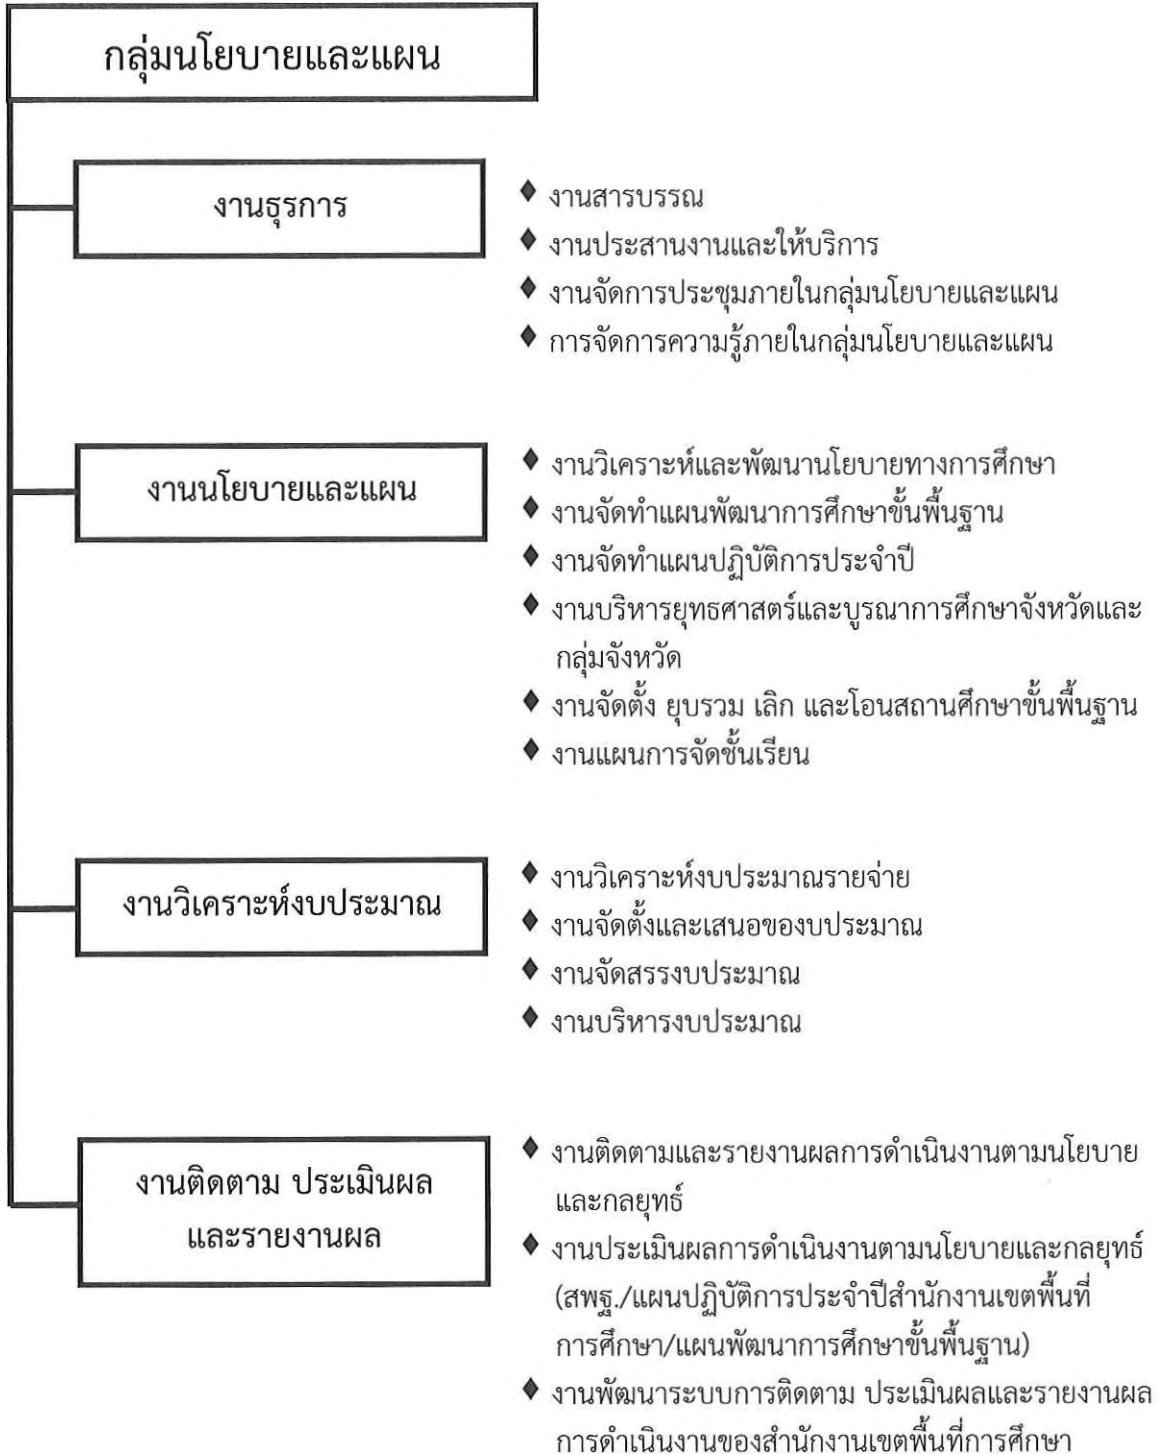 กลุ่มนโยบายและแผน
งานธุรการ
♦ งานสารบรรณ
♦ งานประสานงานและให้บริการ
♦ งานจัดการประชุมภายในกลุ่มนโยบายและแผน
♦ การจัดการความรู้ภายในกลุ่มนโยบายและแผน
งานนโยบายและแผน
♦ งานวิเคราะห์และพัฒนานโยบายทางการศึกษา
♦ งานจัดทำแผนพัฒนาการศึกษาขั้นพื้นฐาน
♦ งานจัดทำแผนปฏิบัติการประจำปี
♦ งานบริหารยุทธศาสตร์และบูรณาการศึกษาจังหวัดและ
กลุ่มจังหวัด
♦ งานจัดตั้ง ยุบรวม เลิก และโอนสถานศึกษาขั้นพื้นฐาน
♦ งานแผนการจัดชั้นเรียน
งานวิเคราะห์งบประมาณ
♦ งานวิเคราะห์งบประมาณรายจ่าย
♦ งานจัดตั้งและเสนอของบประมาณ
♦ งานจัดสรรงบประมาณ
♦ งานบริหารงบประมาณ
งานติดตาม ประเมินผล
และรายงานผล
♦ งานติดตามและรายงานผลการดำเนินงานตามนโยบาย
และกลยุทธ์
♦ งานประเมินผลการดำเนินงานตามนโยบายและกลยุทธ์
(สพฐ./แผนปฏิบัติการประจำปีสำนักงานเขตพื้นที่
การศึกษา/แผนพัฒนาการศึกษาขั้นพื้นฐาน)
♦ งานพัฒนาระบบการติดตาม ประเมินผลและรายงานผล
การดำเนินงานของสำนักงานเขตพื้นที่การศึกษา